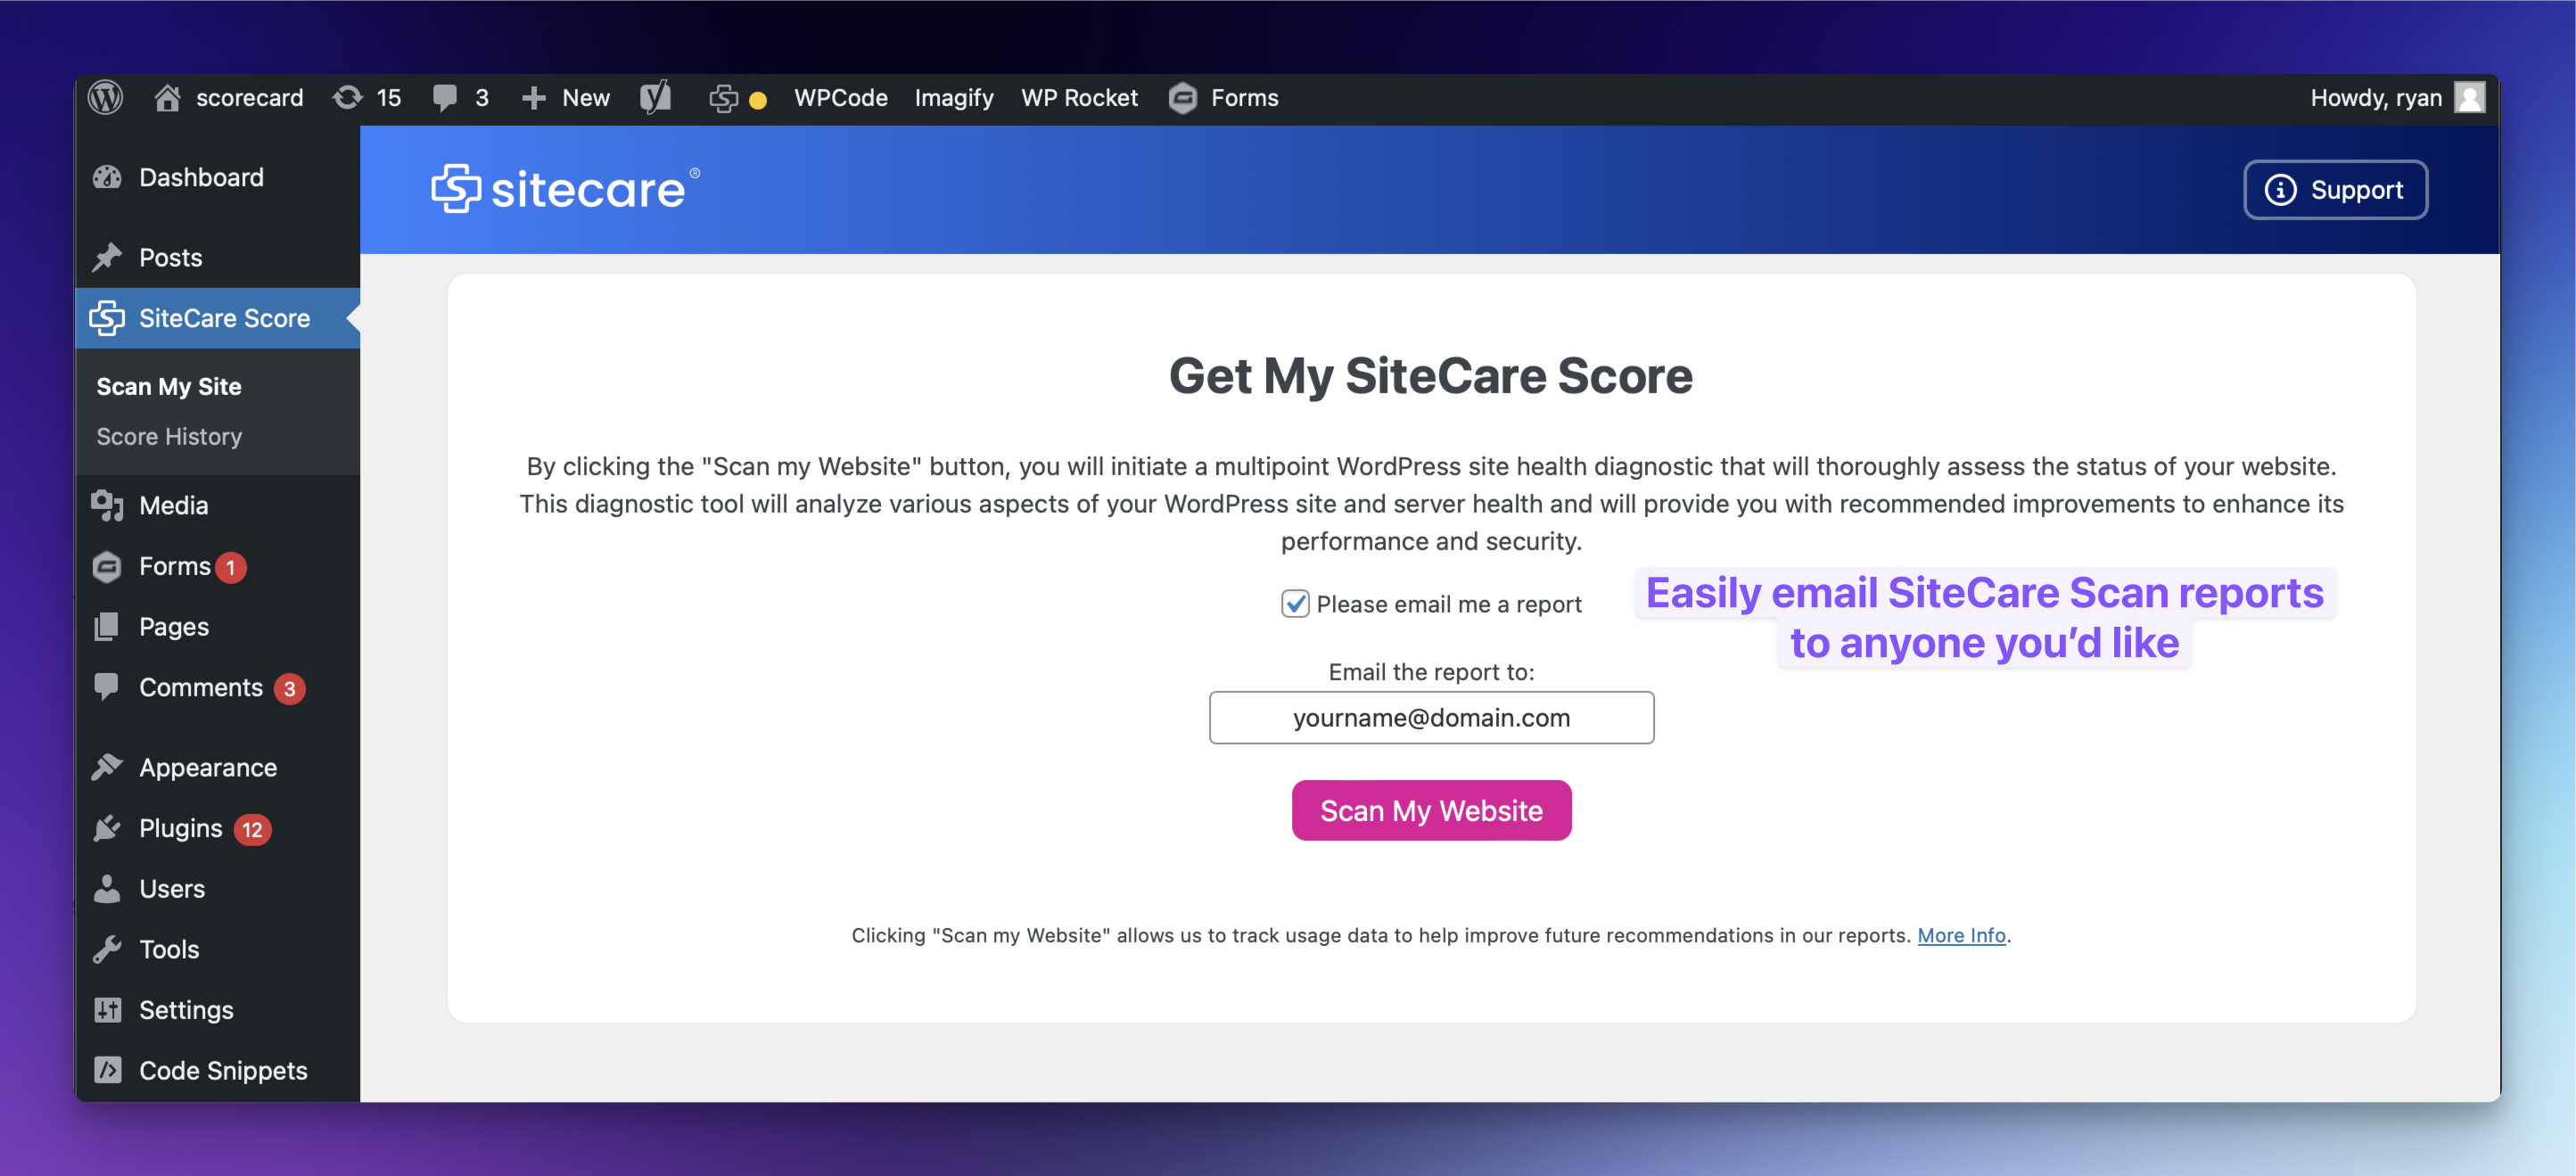 scorecard 15 3 New WPCode Imagify WP Rocket Forms Howdy, ryan
Dashboard
Posts
SiteCare Score
Scan My Site
Score History
Media
Forms 1
Pages
Comments 3
Appearance
Plugins 12
Users
Tools
Settings
Code Snippets
sitecare®
Support
Get My SiteCare Score
By clicking the "Scan my Website" button, you will initiate a multipoint WordPress site health diagnostic that will thoroughly assess the status of your website.
This diagnostic tool will analyze various aspects of your WordPress site and server health and will provide you with recommended improvements to enhance its
performance and security.
Please email me a report
Easily email SiteCare Scan reports
to anyone you’d like
Email the report to:
yourname@domain.com
Scan My Website
Clicking "Scan my Website" allows us to track usage data to help improve future recommendations in our reports. More Info.